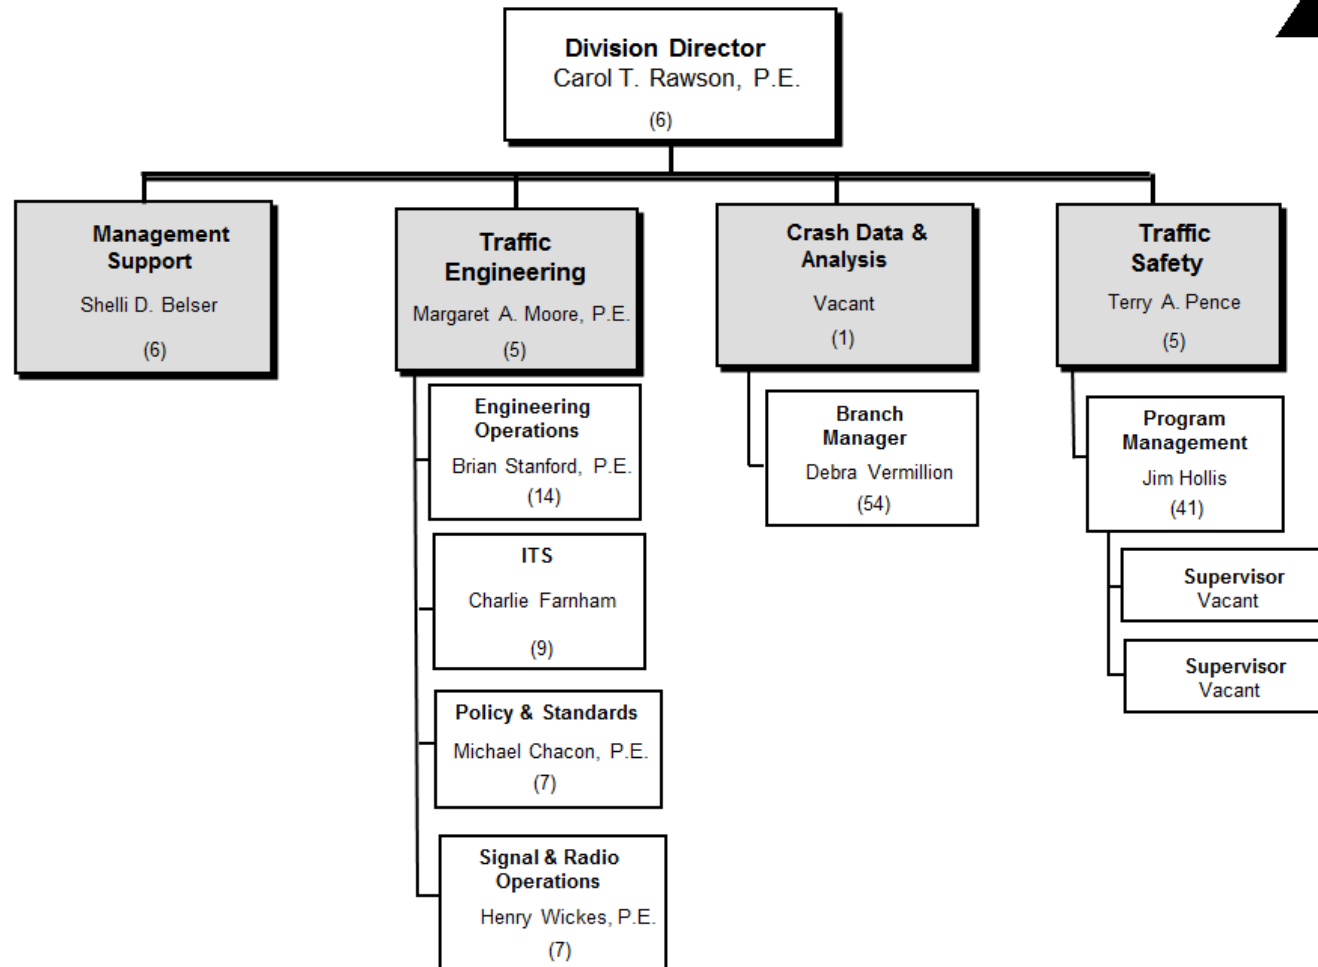 Division Director
Carol T. Rawson, P.E.
(6)
Management
Support
Shelli D. Belser
(6)
Traffic
Engineering
Margaret A. Moore, P.E.
(5)
Engineering
Operations
Brian Stanford, P.E.
(14)
ITS
Charlie Farnham
(9)
Policy & Standards
Michael Chacon, P.E.
(7)
Signal & Radio
Operations
Henry Wickes, P.E.
(7)
Crash Data &
Analysis
Vacant
(1)
Branch
Manager
Debra Vermillion
(54)
Traffic
Safety
Terry A. Pence
(5)
Program
Management
Jim Hollis
(41)
Supervisor
Vacant
Supervisor
Vacant